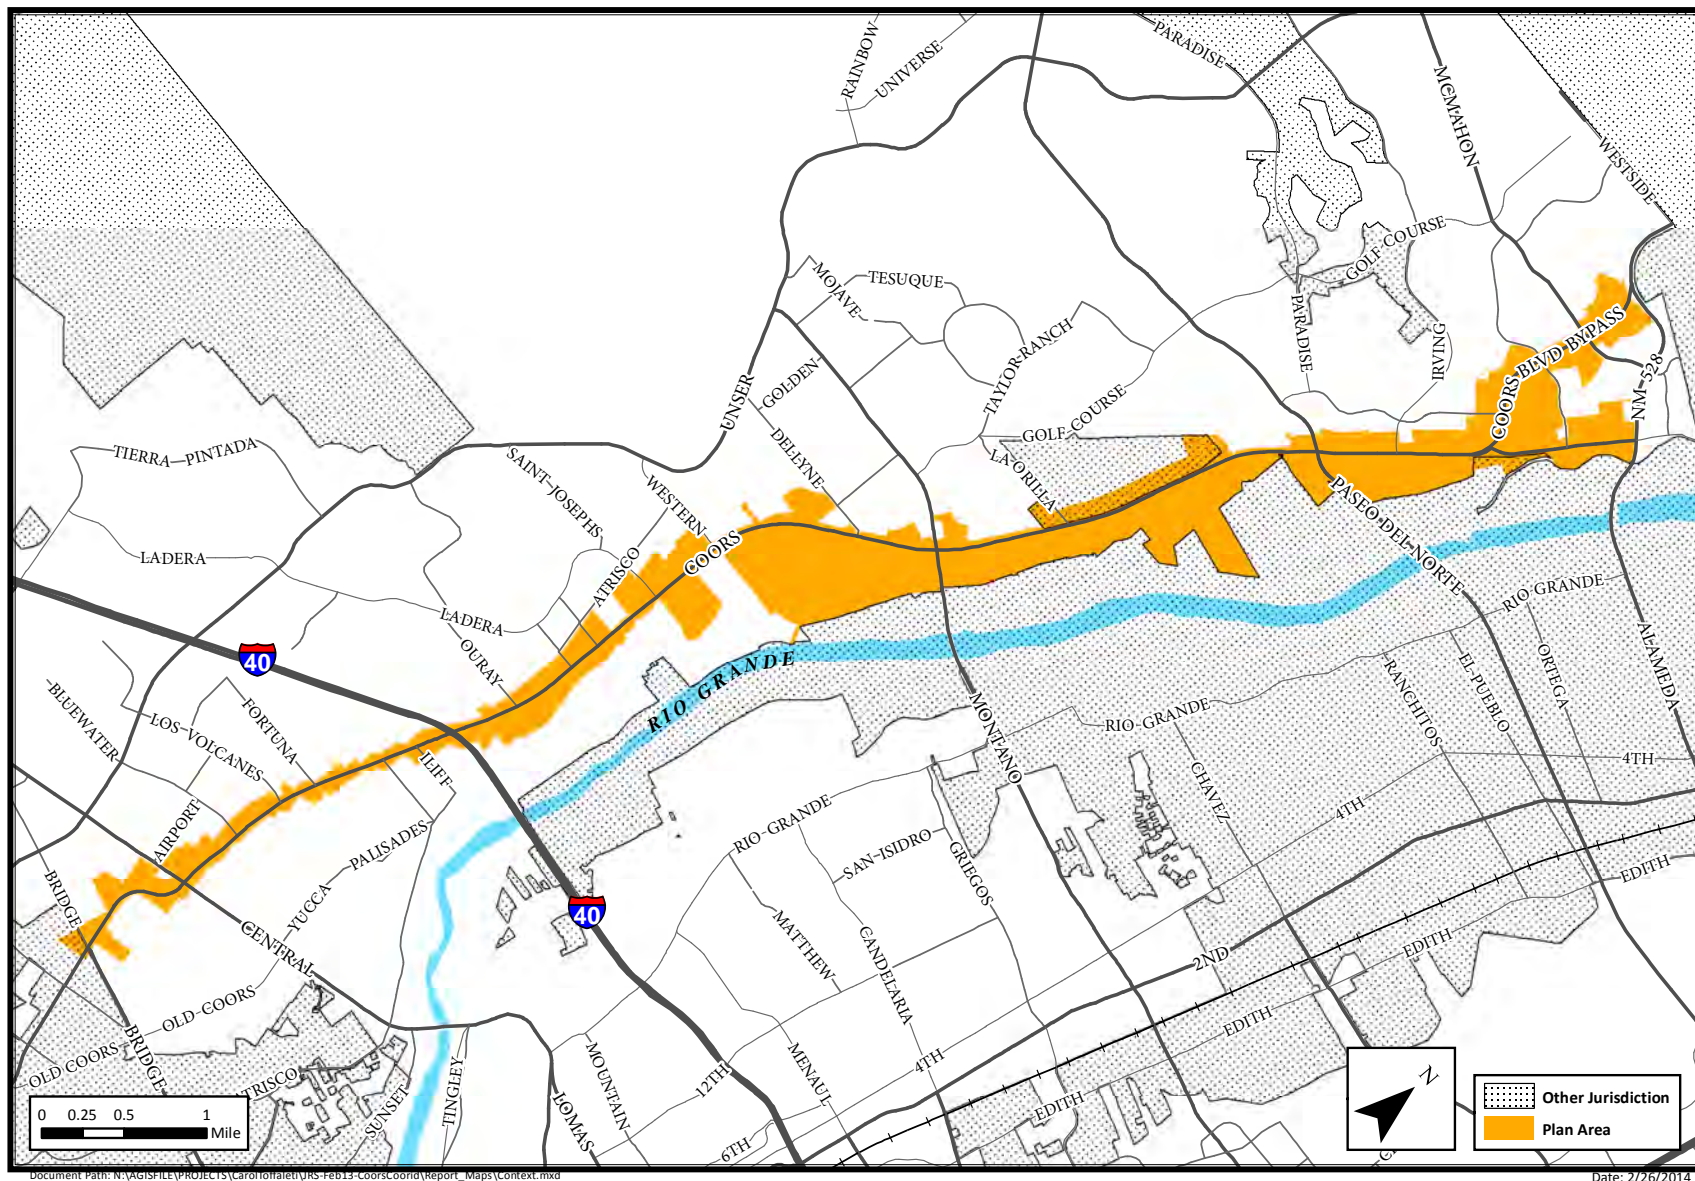 PARADISE
RAINBOW
UNIVERSE
MCMAHON
WESTSIDE
GOLF COURSE
MOJAVE
TESUQUE
PARADISE
IRVING
COORS BLVD BYPASS
NM 528
TAYLOR RANCH
GOLDEN
UNSER
GOLF COURSE
DELLYNE
LA ORILLA
TIERRA PINTADA
SAINT JOSEPHS
WESTERN
PASEO DEL NORTE
COORS
LADERA
ATRISCO
LADERA
OURAY
RIO GRANDE
40
RIO GRANDE
ALAMEDA
ORTEGA
EL PUEBLO
RANCHITOS
BLUEWATER
LOS VOLCANES
FORTUNA
ILIFF
MONTANO
RIO GRANDE
4TH
CHAVEZ
4TH
AIRPORT
PALISADES
RIO GRANDE
SAN ISIDRO
GRIEGOS
EDITH
BRIDGE
YUCCA
CENTRAL
40
MATTHEW
CANDELARIA
2ND
EDITH
OLD COORS
EDITH
BRIDGE
OLD COORS
TRISCO
SUNSET
TINGLEY
LOMAS
MOUNTAIN
12TH
MENAUL
4TH
6TH
EDITH
N
0 0.25 0.5 1
Mile
Other Jurisdiction
Plan Area
Document Path: N:\AGISFILE\PROJECTS\CarolToffaleti\JRS-Feb13-CoorsCoorid\Report_Maps\Context.mxd
Date: 2/26/2014